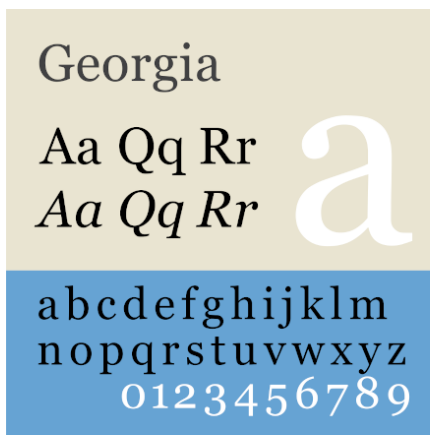 Georgia
Aa Qq Rr
Aa Qq Rr
a
abcdefghijklm
nopqrstuvwxyz
0123456789